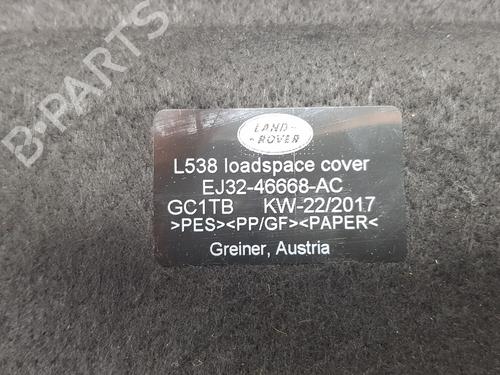 B-PARTS
LAND-
-ROVER
L538 loadspace cover
EJ32-46668-AC
GC1TB KW-22/2017
>PES<>PP/GF><PAPER<
Greiner, Austria